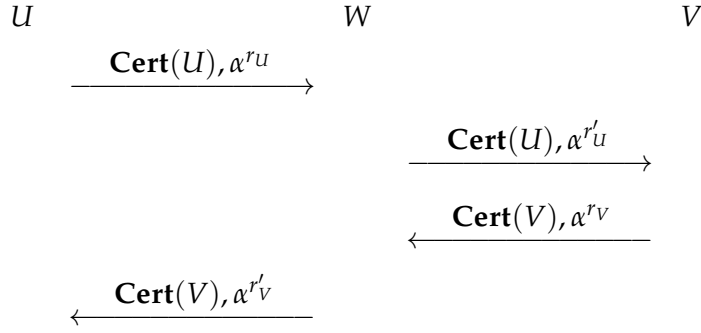 U W V
Cert(U), α^{r_U}
Cert(U), α^{r'_U}
Cert(V), α^{r_V}
Cert(V), α^{r'_V}